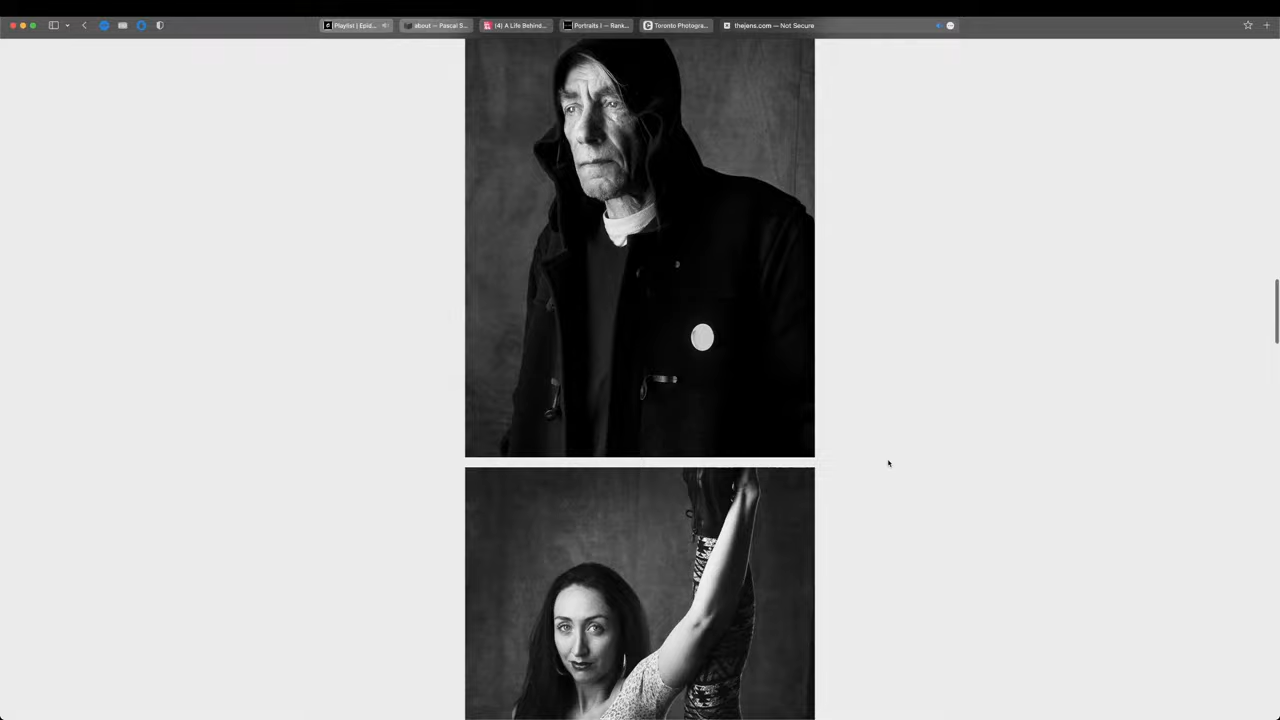 Playlist | Epid...
about — Pascal S...
(4) A Life Behind...
Portraits I — Rank...
Toronto Photogra...
thejens.com — Not Secure